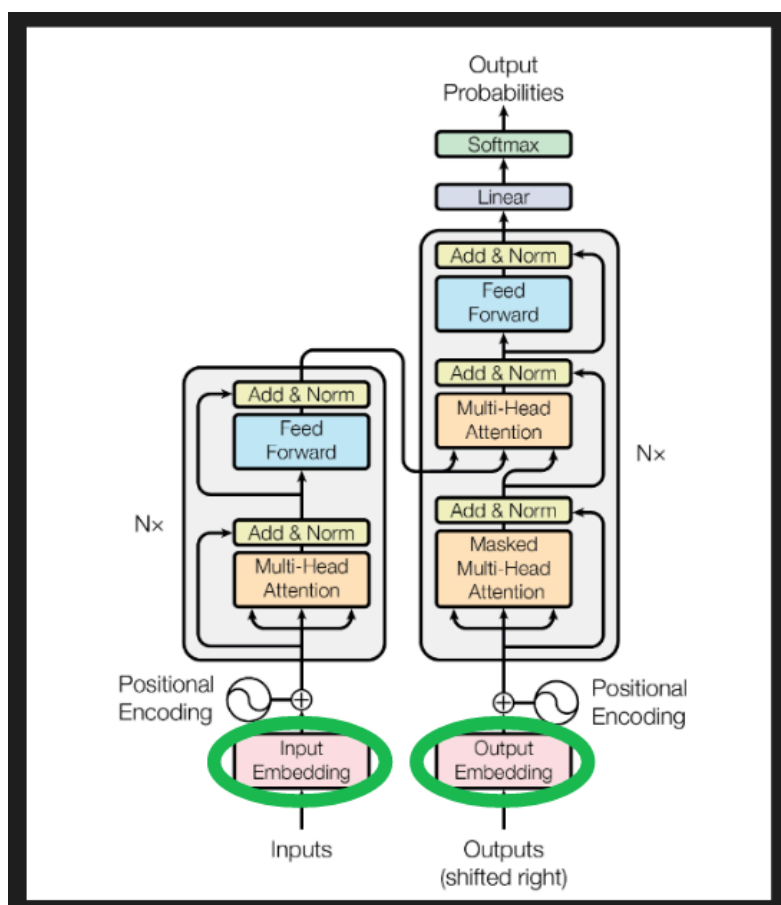 Output
Probabilities
Softmax
Linear
Add & Norm
Feed
Forward
Add & Norm
Multi-Head
Attention
Add & Norm
Masked
Multi-Head
Attention
Nx
Add & Norm
Feed
Forward
Add & Norm
Multi-Head
Attention
Nx
Positional
Encoding
Positional
Encoding
Input
Embedding
Output
Embedding
Inputs
Outputs
(shifted right)